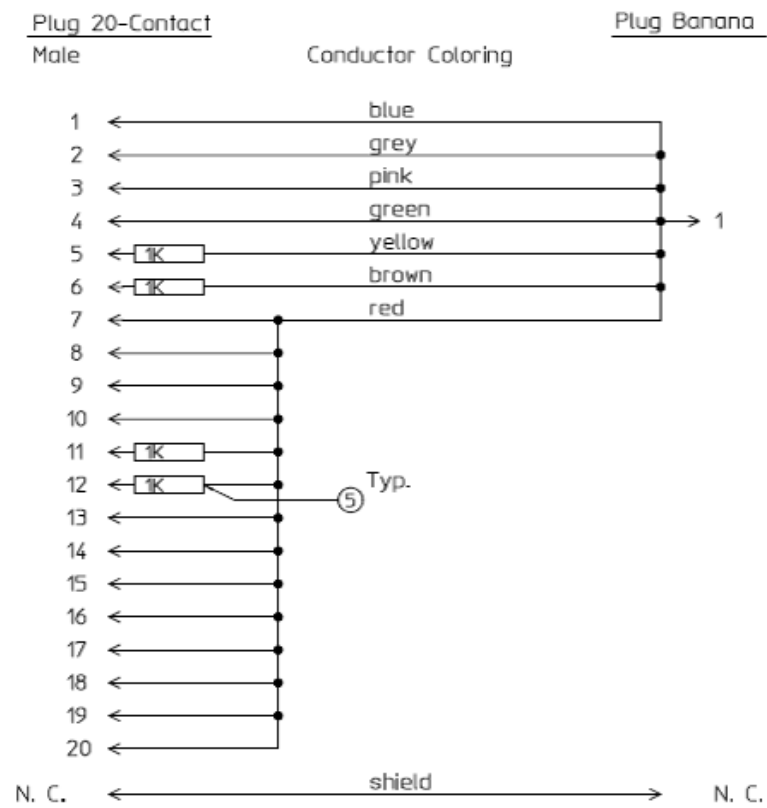 Plug 20-Contact Plug Banana
Male Conductor Coloring
1 blue
2 grey
3 pink
4 green 1
5 1K yellow
6 1K brown
7 red
8
9
10
11 1K
12 1K Typ.
5
13
14
15
16
17
18
19
20
N. C. shield N. C.